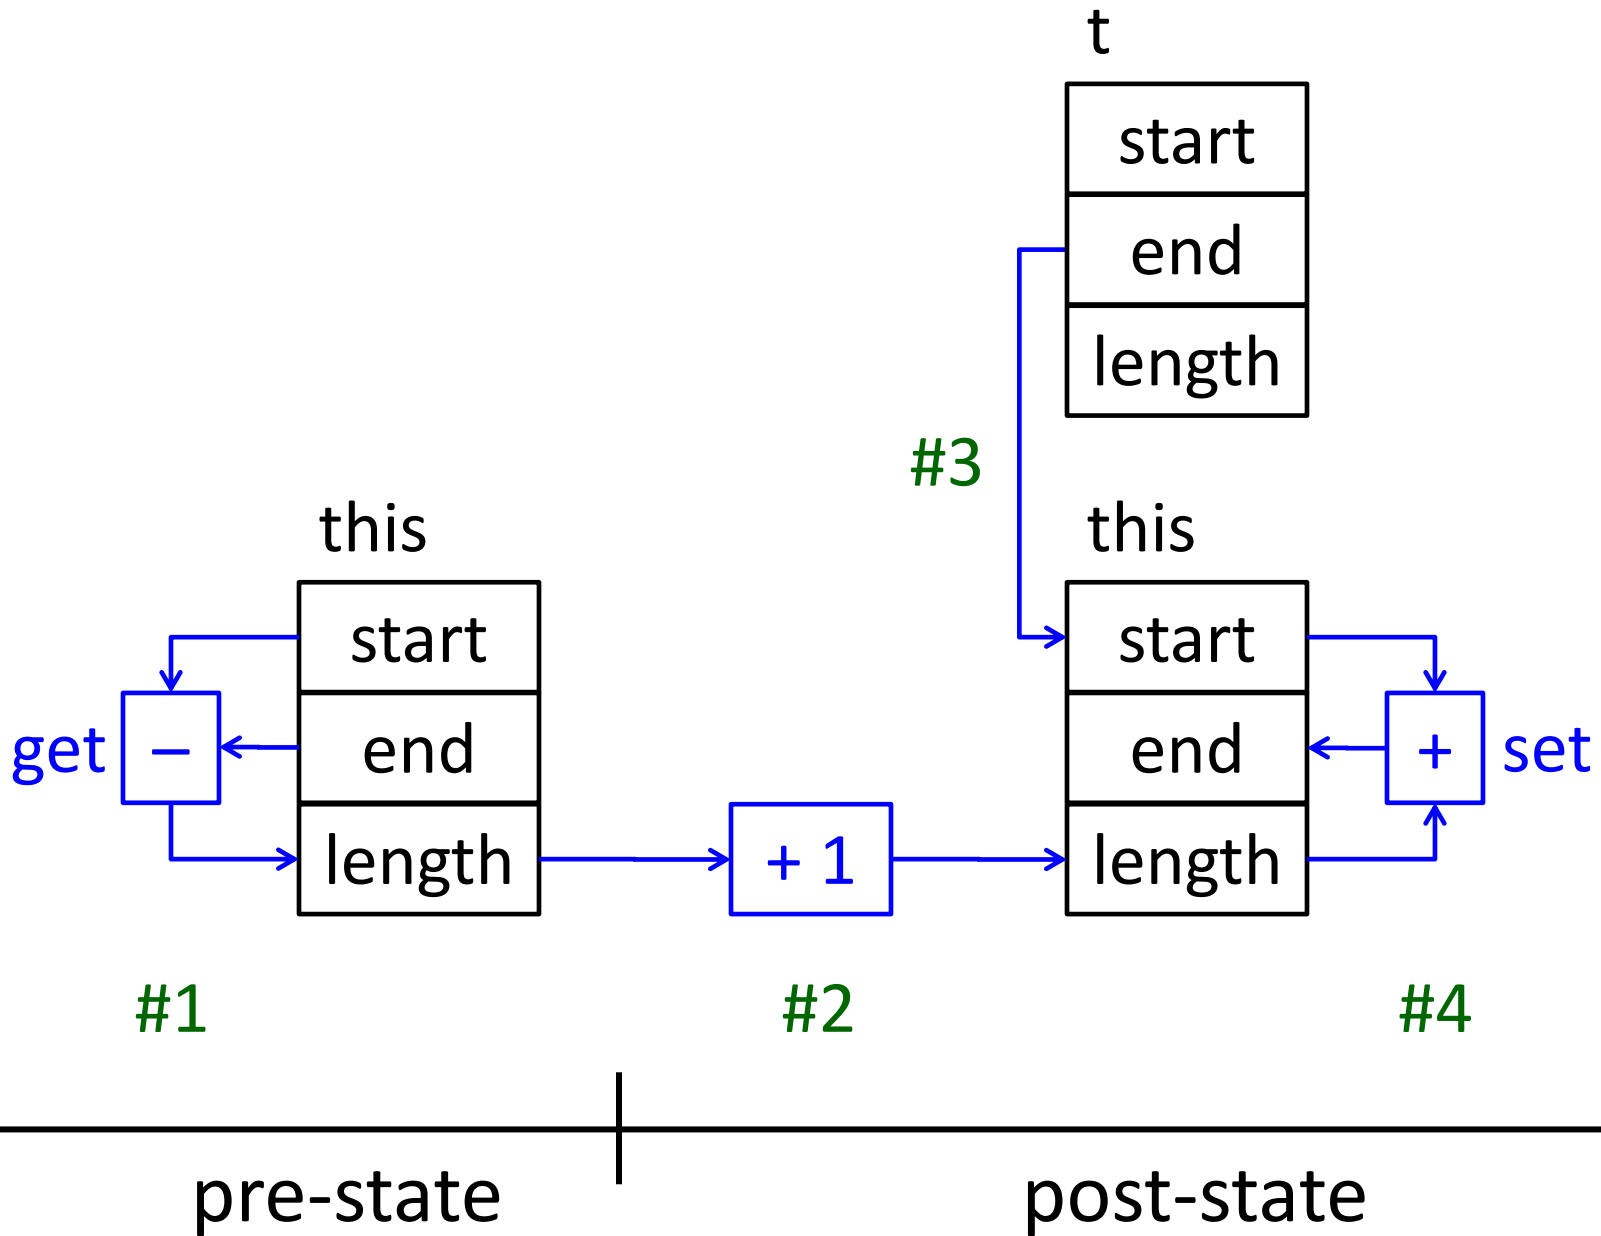 t
start
end
length
#3
this
start
end
length
get
−
+ 1
this
start
end
length
+
set
#1
#2
#4
pre-state
post-state